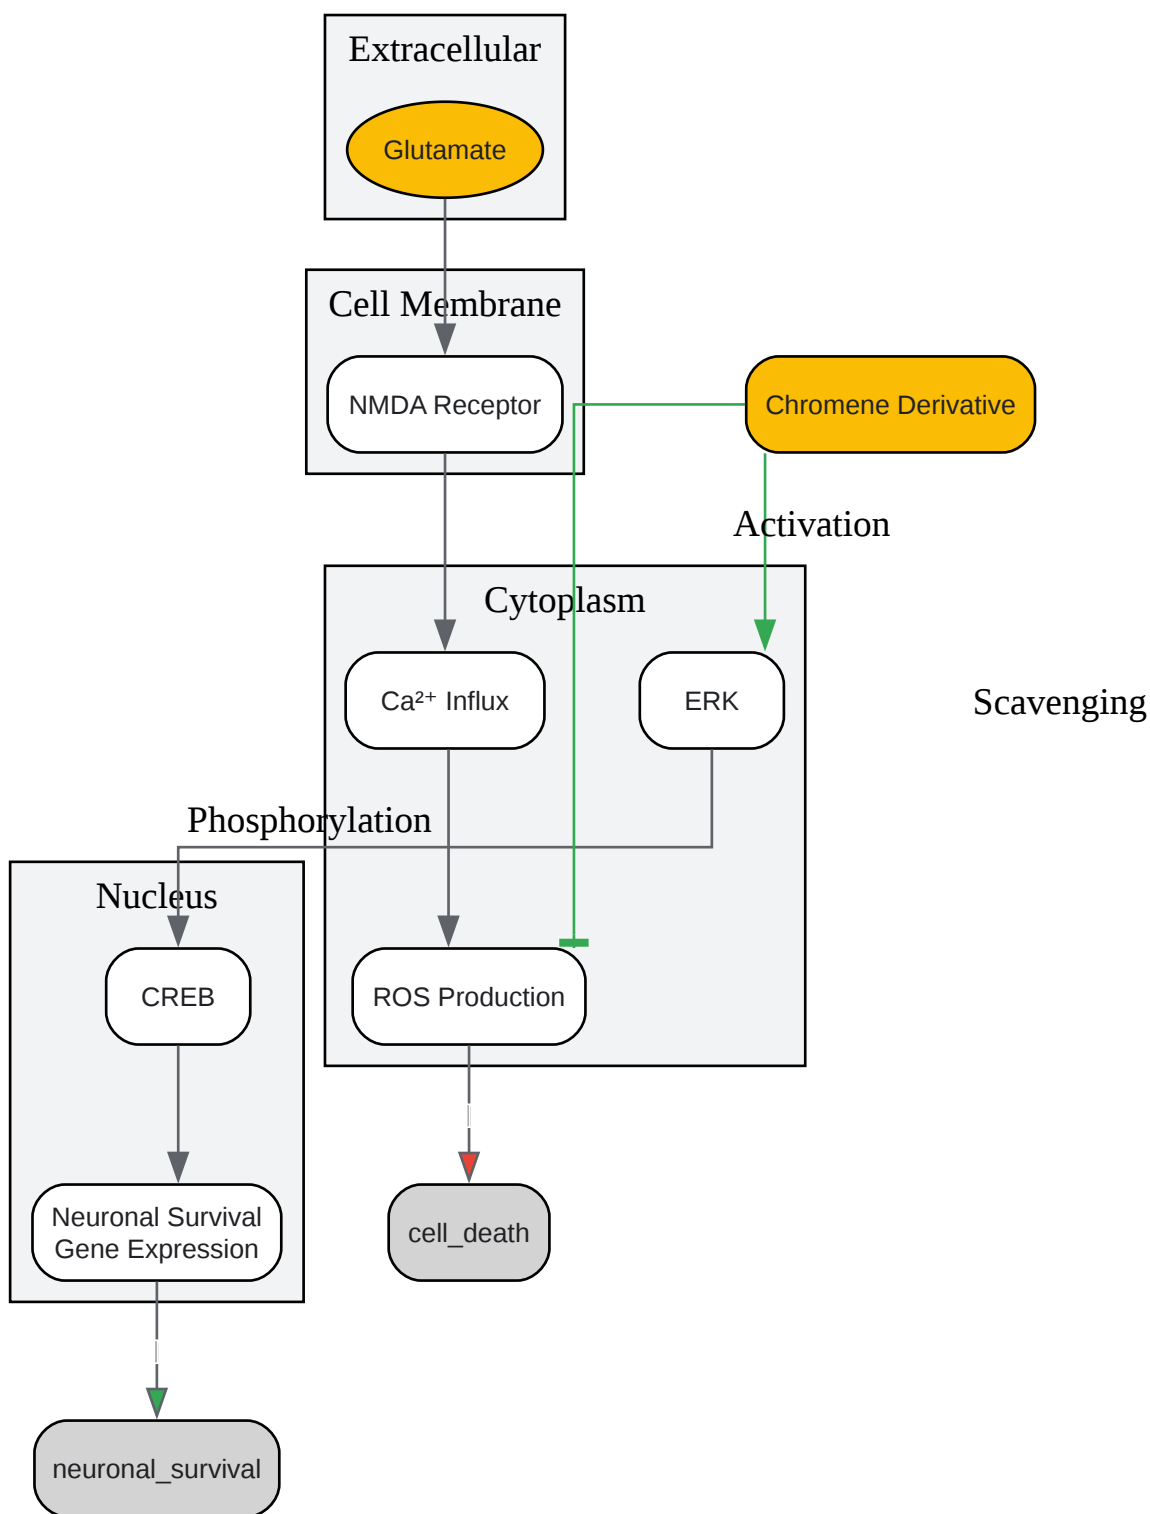 Extracellular
Glutamate
Cell Membrane
NMDA Receptor
Chromene Derivative
Activation
Cytoplasm
Ca²⁺ Influx
ERK
Scavenging
Phosphorylation
Nucleus
CREB
ROS Production
Neuronal Survival
Gene Expression
cell_death
neuronal_survival